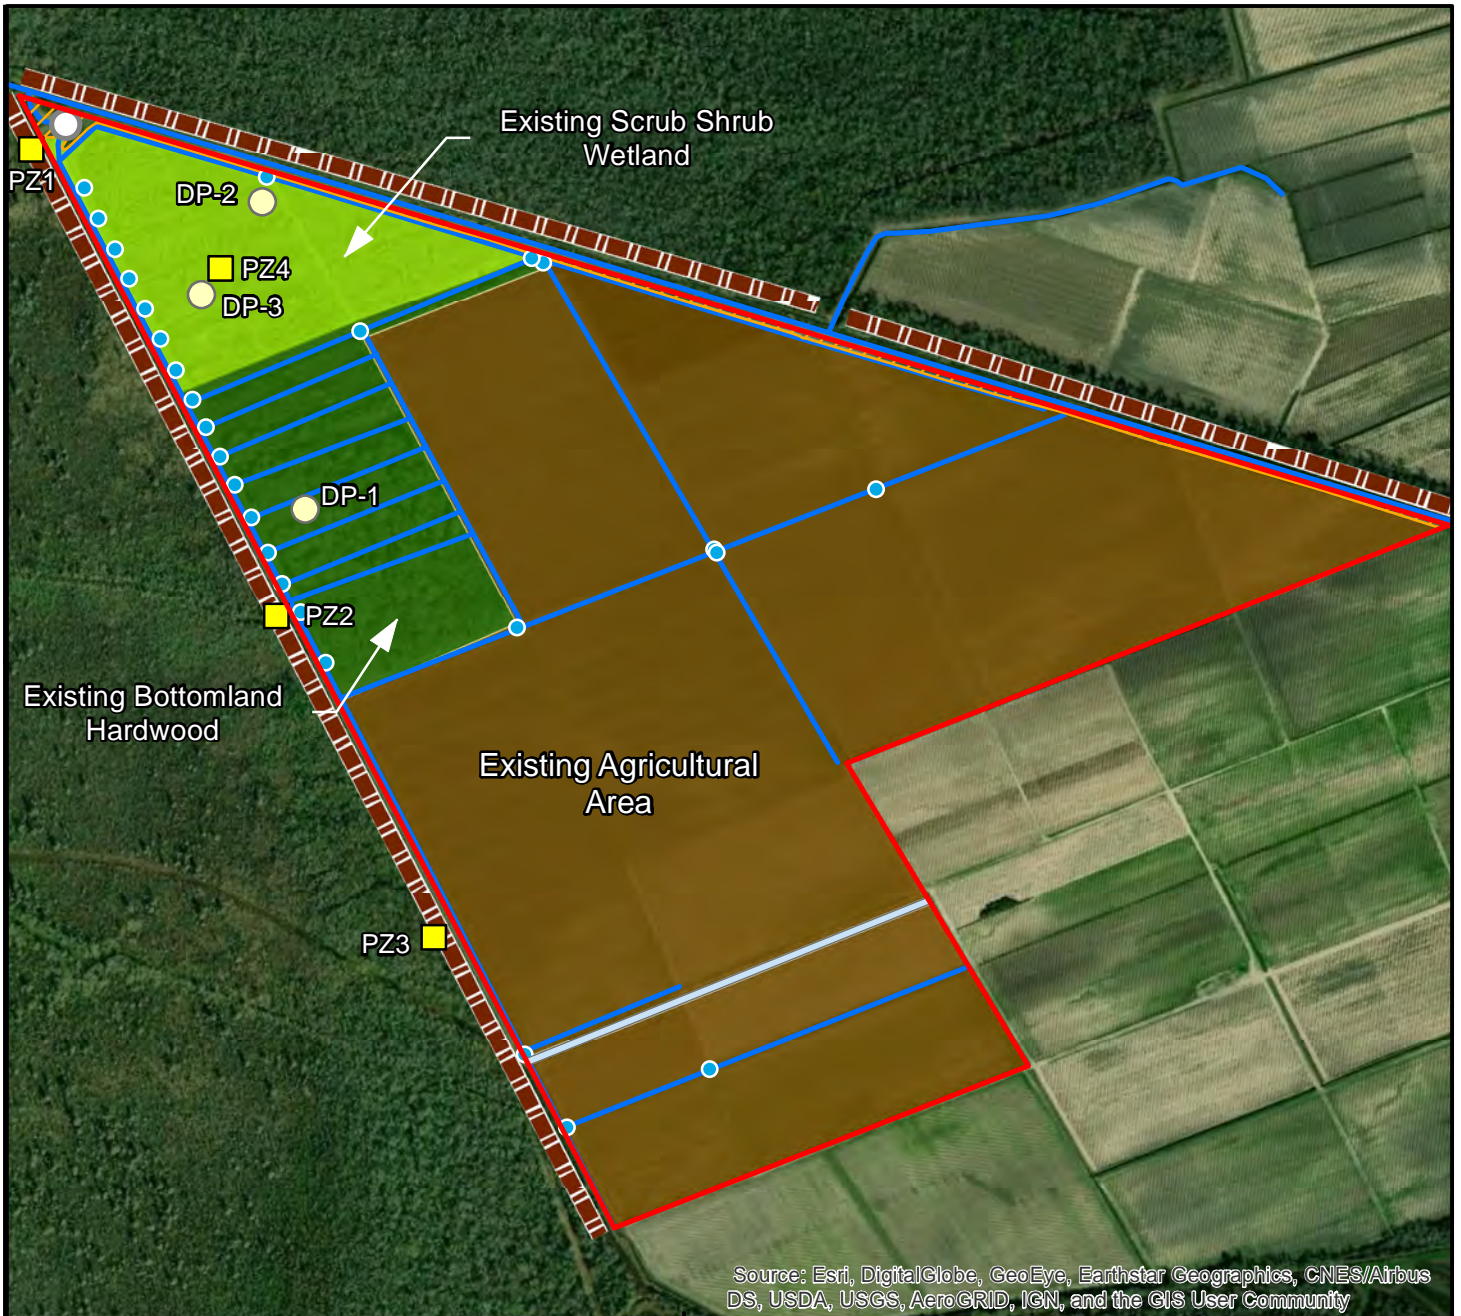 Existing Scrub Shrub
Wetland
PZ1
DP-2
PZ4
DP-3
DP-1
PZ2
Existing Bottomland
Hardwood
Existing Agricultural
Area
PZ3
Source: Esri, DigitalGlobe, GeoEye, Earthstar Geographics, CNES/Airbus
DS, USDA, USGS, AeroGRID, IGN, and the GIS User Community